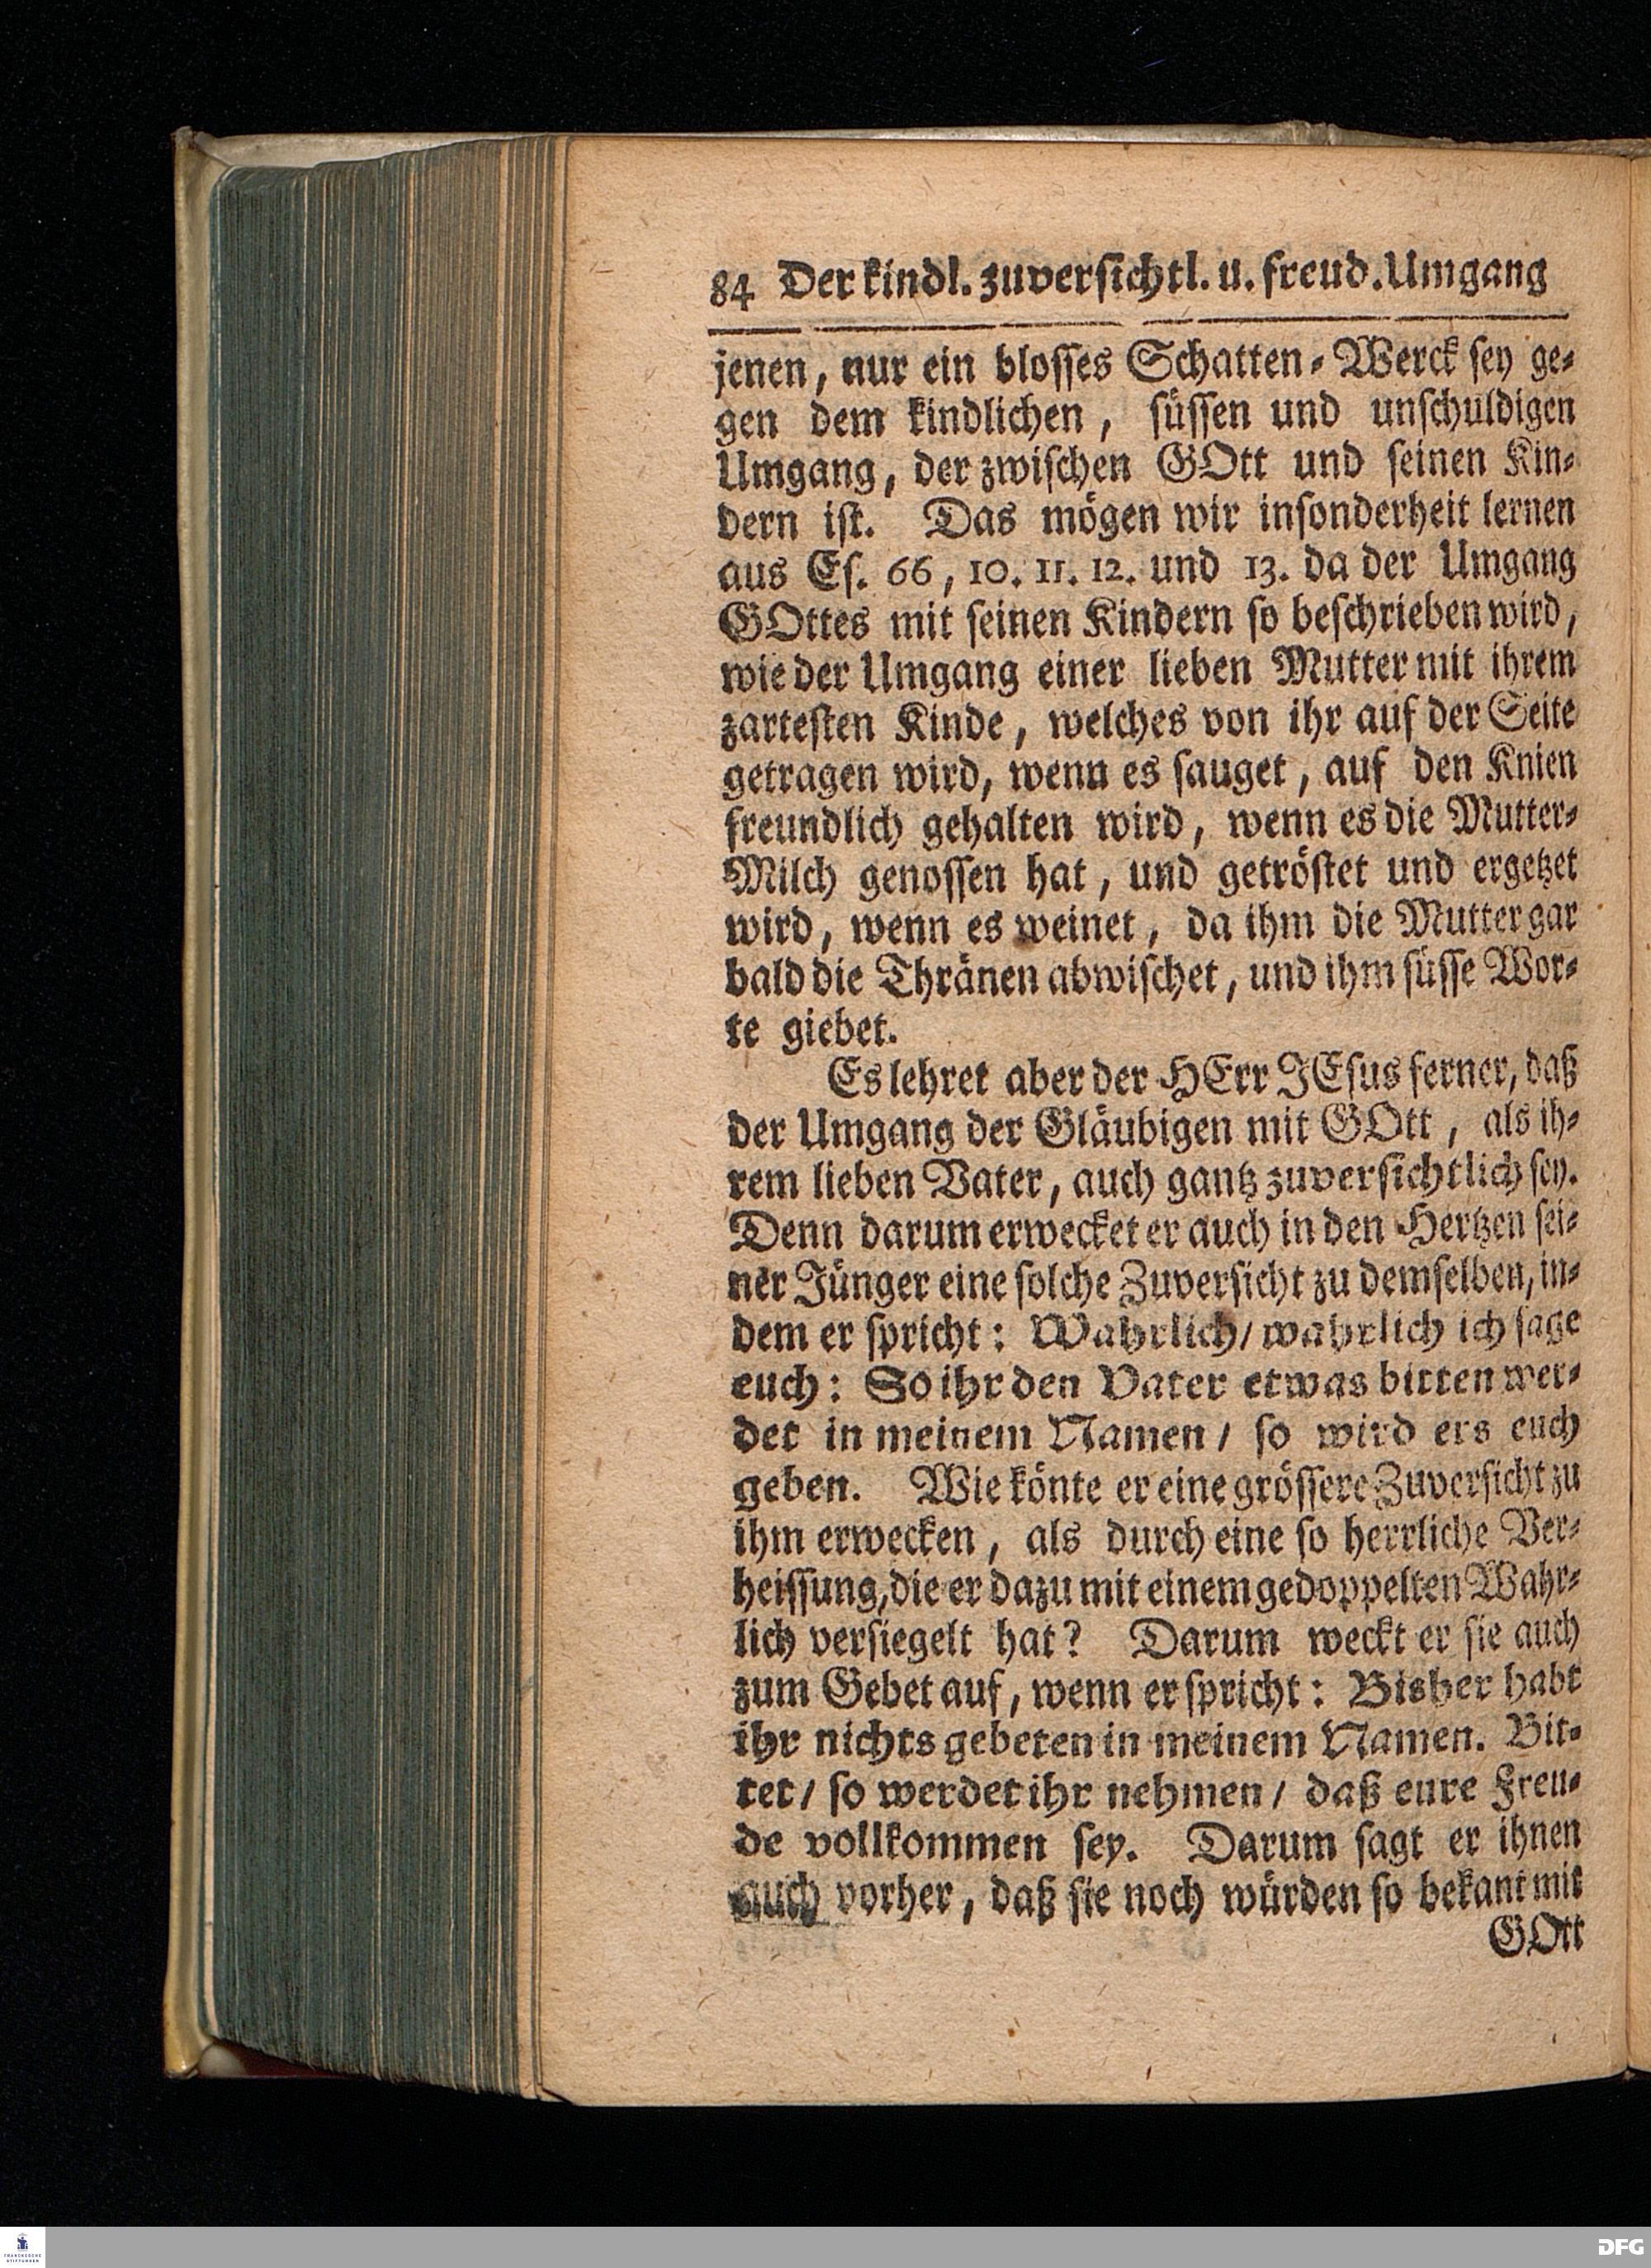 84 Der kindl. zuversichtl. u. freud. Umgang
jenen, nur ein blosses Schatten-Werck sey ge-
gen dem kindlichen, süssen und unschuldigen
Umgang, der zwischen GOtt und seinen Kin-
dern ist. Das mögen wir insonderheit lernen
aus Es. 66, 10. 11. 12. und 13. da der Umgang
GOttes mit seinen Kindern so beschrieben wird,
wie der Umgang einer lieben Mutter mit ihrem
zartesten Kinde, welches von ihr auf der Seite
getragen wird, wenn es sauget, auf den Knien
freundlich gehalten wird, wenn es die Mutter-
Milch genossen hat, und getröstet und ergetzet
wird, wenn es weinet, da ihm die Mutter gar
bald die Thränen abwischet, und ihm süsse Wor-
te giebet.
Es lehret aber der HErr JEsus ferner, daß
der Umgang der Gläubigen mit GOtt, als ih-
rem lieben Vater, auch gantz zuversichtlich sey.
Denn darum erwecket er auch in den Hertzen sei-
ner Jünger eine solche Zuversicht zu demselben, in-
dem er spricht: Wahrlich/ wahrlich ich sage
euch: So ihr den Vater etwas bitten wer-
det in meinem Namen/ so wird ers euch
geben. Wie könte er eine grössere Zuversicht zu
ihm erwecken, als durch eine so herrliche Ver-
heissung, die er dazu mit einem gedoppelten Wahr-
lich versiegelt hat? Darum weckt er sie auch
zum Gebet auf, wenn er spricht: Bisher habt
ihr nichts gebeten in meinem Namen. Bit-
tet/ so werdet ihr nehmen/ daß eure Freu-
de vollkommen sey. Darum sagt er ihnen
auch vorher, daß sie noch würden so bekant mit
GOtt
FRANCKESCHE
STIFTUNGEN
DFG